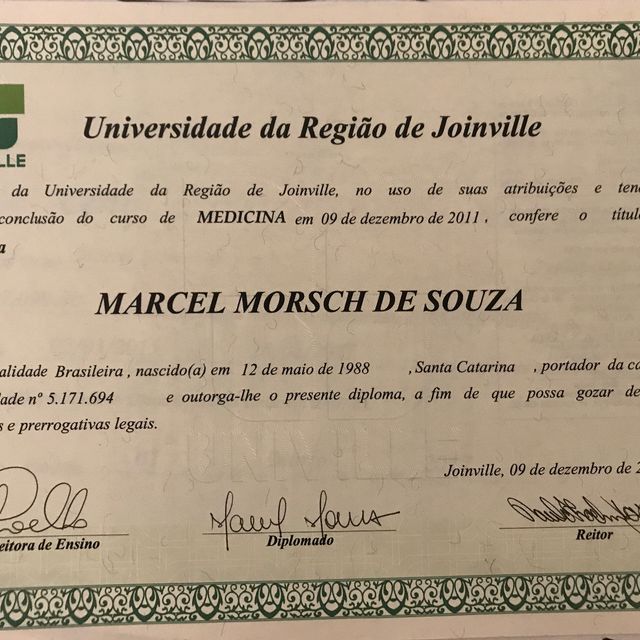 LLE
Universidade da Região de Joinville
da Universidade da Região de Joinville, no uso de suas atribuições e ten
conclusão do curso de MEDICINA em 09 de dezembro de 2011, confere o títul
a
MARCEL MORSCH DE SOUZA
alidade Brasileira, nascido(a) em 12 de maio de 1988 , Santa Catarina , portador da ca
dade nº 5.171.694 e outorga-lhe o presente diploma, a fim de que possa gozar de
s e prerrogativas legais.
UNIVILLE
Joinville, 09 de dezembro de 2
eitora de Ensino
Diplomado
Reitor